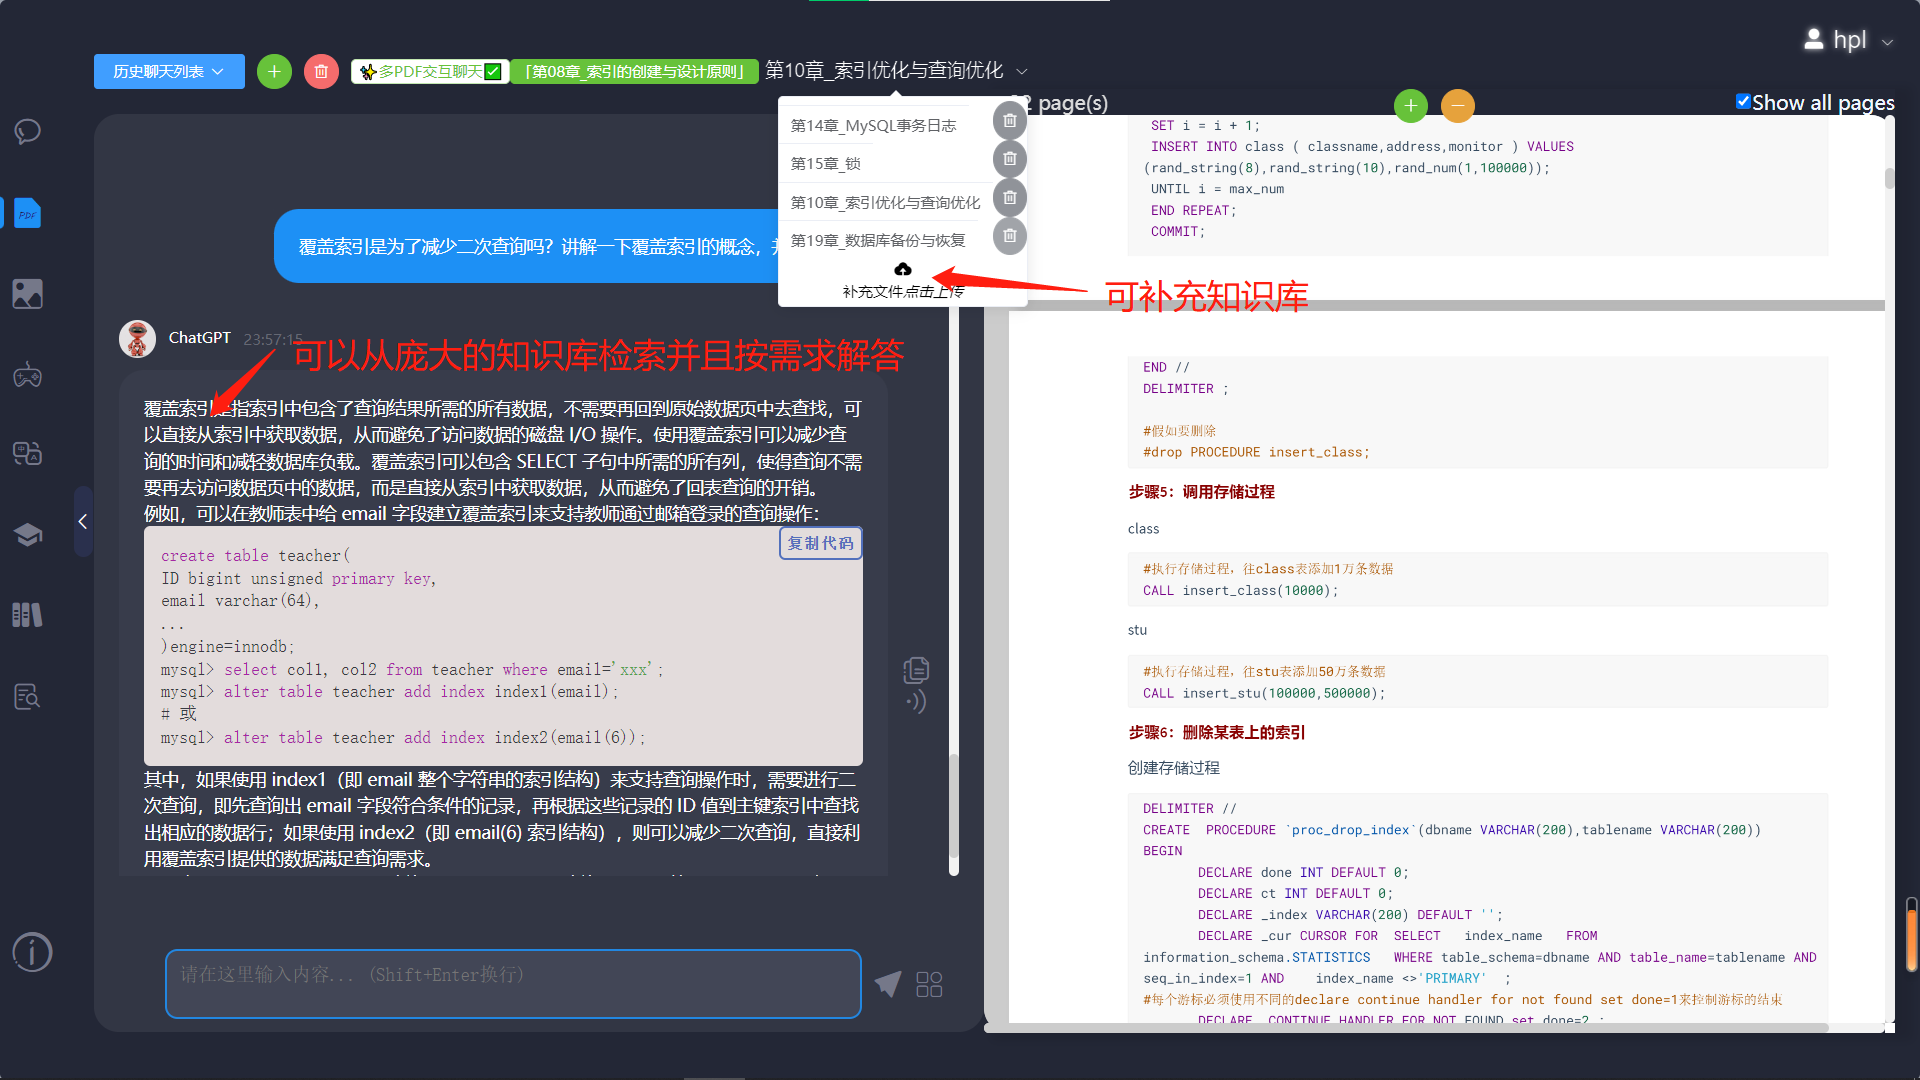 hpl
历史聊天列表
✨多PDF交互聊天✅
「第08章_索引的创建与设计原则」
第10章_索引优化与查询优化
第14章_MySQL事务日志
第15章_锁
第10章_索引优化与查询优化
第19章_数据库备份与恢复
补充文件点击上传
可补充知识库
覆盖索引是为了减少二次查询吗？讲解一下覆盖索引的概念，
ChatGPT 23:57:15
可以从庞大的知识库检索并且按需求解答
覆盖索引是指索引中包含了查询结果所需的所有数据，不需要再回到原始数据页中去查找，可
以直接从索引中获取数据，从而避免了访问数据的磁盘 I/O 操作。使用覆盖索引可以减少查
询的时间和减轻数据库负载。覆盖索引可以包含 SELECT 子句中所需的所有列，使得查询不需
要再去访问数据页中的数据，而是直接从索引中获取数据，从而避免了回表查询的开销。
例如，可以在教师表中给 email 字段建立覆盖索引来支持教师通过邮箱登录的查询操作：
复制代码
create table teacher(
ID bigint unsigned primary key,
email varchar(64),
...
)engine=innodb;
mysql> select col1, col2 from teacher where email='xxx';
mysql> alter table teacher add index index1(email);
# 或
mysql> alter table teacher add index index2(email(6));
其中，如果使用 index1（即 email 整个字符串的索引结构）来支持查询操作时，需要进行二
次查询，即先查询出 email 字段符合条件的记录，再根据这些记录的 ID 值到主键索引中查找
出相应的数据行；如果使用 index2（即 email(6) 索引结构），则可以减少二次查询，直接利
用覆盖索引提供的数据满足查询需求。
请在这里输入内容... (Shift+Enter换行)
PDF
2 page(s)
Show all pages
SET i = i + 1;
INSERT INTO class ( classname,address,monitor ) VALUES
(rand_string(8),rand_string(10),rand_num(1,100000));
UNTIL i = max_num
END REPEAT;
COMMIT;
END //
DELIMITER ;
#假如要删除
#drop PROCEDURE insert_class;
步骤5：调用存储过程
class
#执行存储过程，往class表添加1万条数据
CALL insert_class(10000);
stu
#执行存储过程，往stu表添加50万条数据
CALL insert_stu(100000,500000);
步骤6：删除某表上的索引
创建存储过程
DELIMITER //
CREATE PROCEDURE `proc_drop_index`(dbname VARCHAR(200),tablename VARCHAR(200))
BEGIN
DECLARE done INT DEFAULT 0;
DECLARE ct INT DEFAULT 0;
DECLARE _index VARCHAR(200) DEFAULT '';
DECLARE _cur CURSOR FOR SELECT index_name FROM
information_schema.STATISTICS WHERE table_schema=dbname AND table_name=tablename AND
seq_in_index=1 AND index_name <>'PRIMARY' ;
#每个游标必须使用不同的declare continue handler for not found set done=1来控制游标的结束
DECLARE CONTINUE HANDLER FOR NOT FOUND set done=2 ;